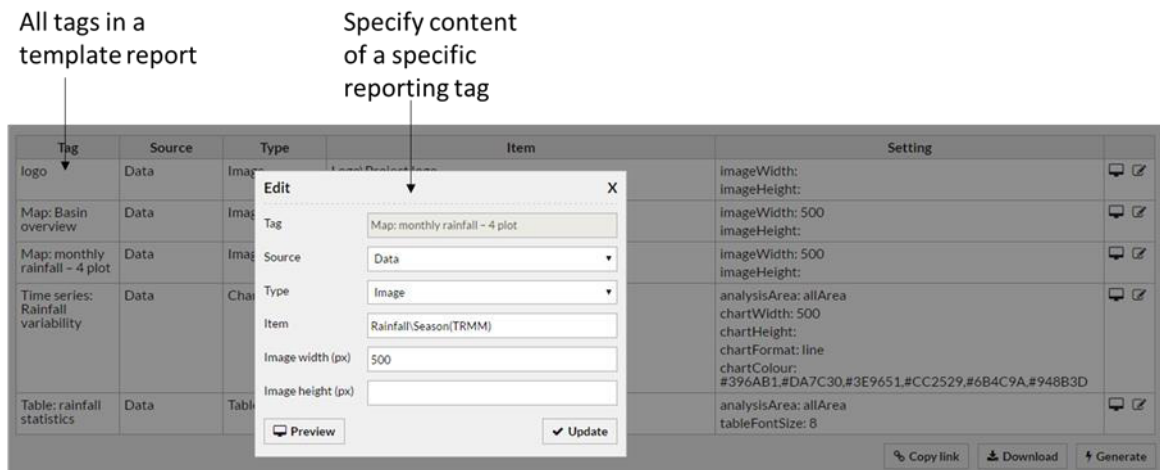 All tags in a
template report
Specify content
of a specific
reporting tag
Tag Source Type Item Setting
logo Data Image Logo\Project logo imageWidth:
imageHeight:
Map: Basin
overview
Data
imageWidth: 500
imageHeight:
Map: monthly
rainfall – 4 plot
Data
imageWidth: 500
imageHeight:
Time series:
Rainfall
variability
Data
analysisArea: allArea
chartWidth: 500
chartHeight:
chartFormat: line
chartColour:
#396AB1,#DA7C30,#3E9651,#CC2529,#6B4C9A,#948B3D
Table: rainfall
statistics
Data
analysisArea: allArea
tableFontSize: 8
Edit X
Tag Map: monthly rainfall – 4 plot
Source Data
Type Image
Item Rainfall\Season(TRMM)
Image width (px) 500
Image height (px)
Preview Update
Copy link Download Generate